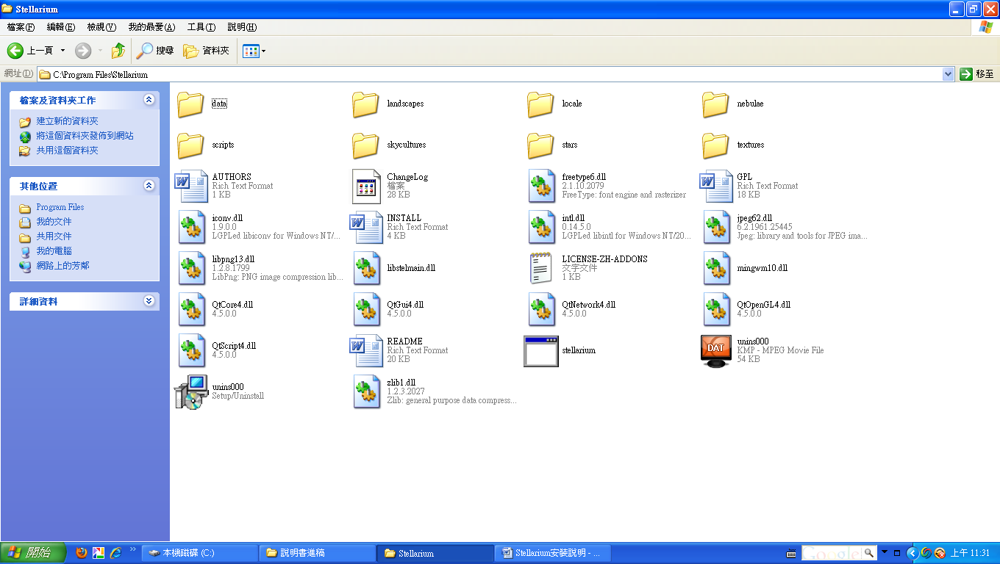 Stellarium
檔案(F) 編輯(E) 檢視(V) 我的最愛(A) 工具(T) 說明(H)
上一頁 搜尋 資料夾
網址(D) C:\Program Files\Stellarium 移至
檔案及資料夾工作
建立新的資料夾
將這個資料夾發佈到網站
共用這個資料夾
其他位置
Program Files
我的文件
共用文件
我的電腦
網路上的芳鄰
詳細資料
data
landscapes
locale
nebulae
scripts
skycultures
stars
textures
AUTHORS
Rich Text Format
1 KB
ChangeLog
檔案
28 KB
freetype6.dll
2.1.10.2079
FreeType: font engine and rasterizer
GPL
Rich Text Format
18 KB
iconv.dll
1.9.0.0
LGPLed libiconv for Windows NT/...
INSTALL
Rich Text Format
4 KB
intl.dll
0.14.5.0
LGPLed libintl for Windows NT/20...
jpeg62.dll
6.2.1961.25445
Jpeg: library and tools for JPEG ima...
libpng13.dll
1.2.8.1799
LibPng: PNG image compression lib...
libstelmain.dll
LICENSE-ZH-ADDONS
文字文件
1 KB
mingwm10.dll
QtCore4.dll
4.5.0.0
QtGui4.dll
4.5.0.0
QtNetwork4.dll
4.5.0.0
QtOpenGL4.dll
4.5.0.0
QtScript4.dll
4.5.0.0
README
Rich Text Format
20 KB
stellarium
DAT
unins000
KMP - MPEG Movie File
54 KB
unins000
Setup/Uninstall
zlib1.dll
1.2.3.2027
Zlib: general purpose data compress...
開始 本機磁碟 (C:) 說明書進稿 Stellarium Stellarium安裝說明 - ... Google 上午 11:31